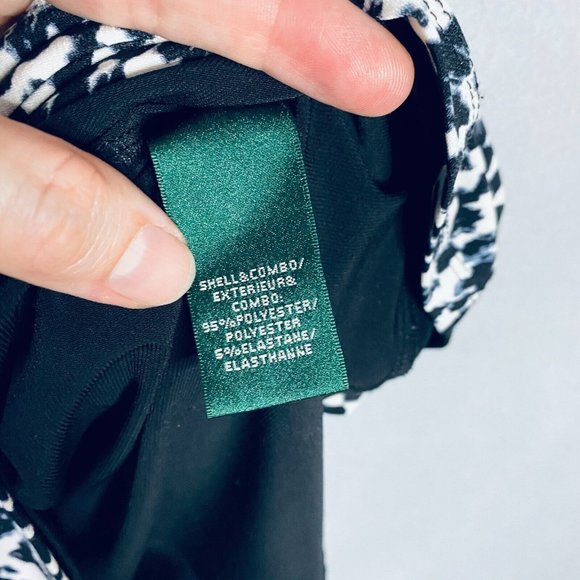 SHELL&COMBO/
EXTERIEUR&
COMBO:
95%POLYESTER/
POLYESTER
5%ELASTANE/
ELASTHANNE